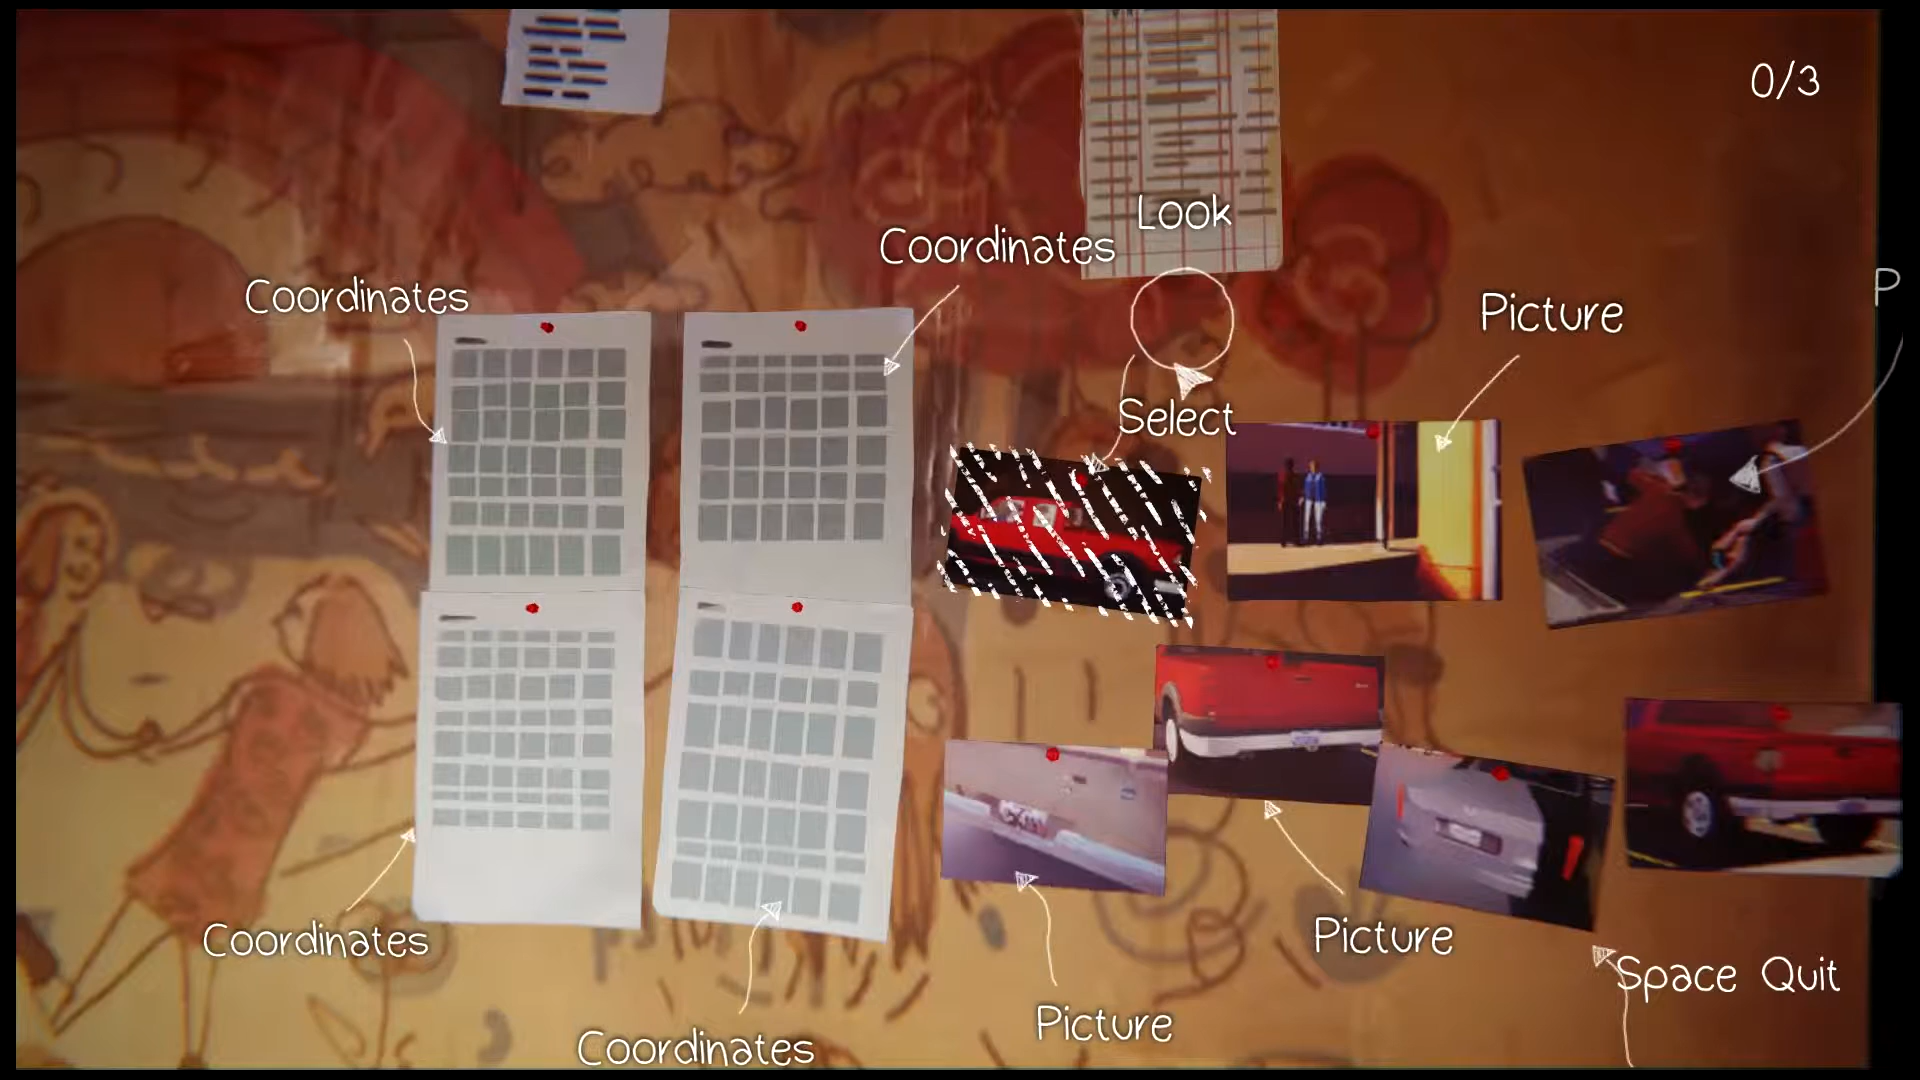 0/3
Look
Coordinates
Coordinates
P
Picture
Select
Picture
Coordinates
Space Quit
Picture
Coordinates